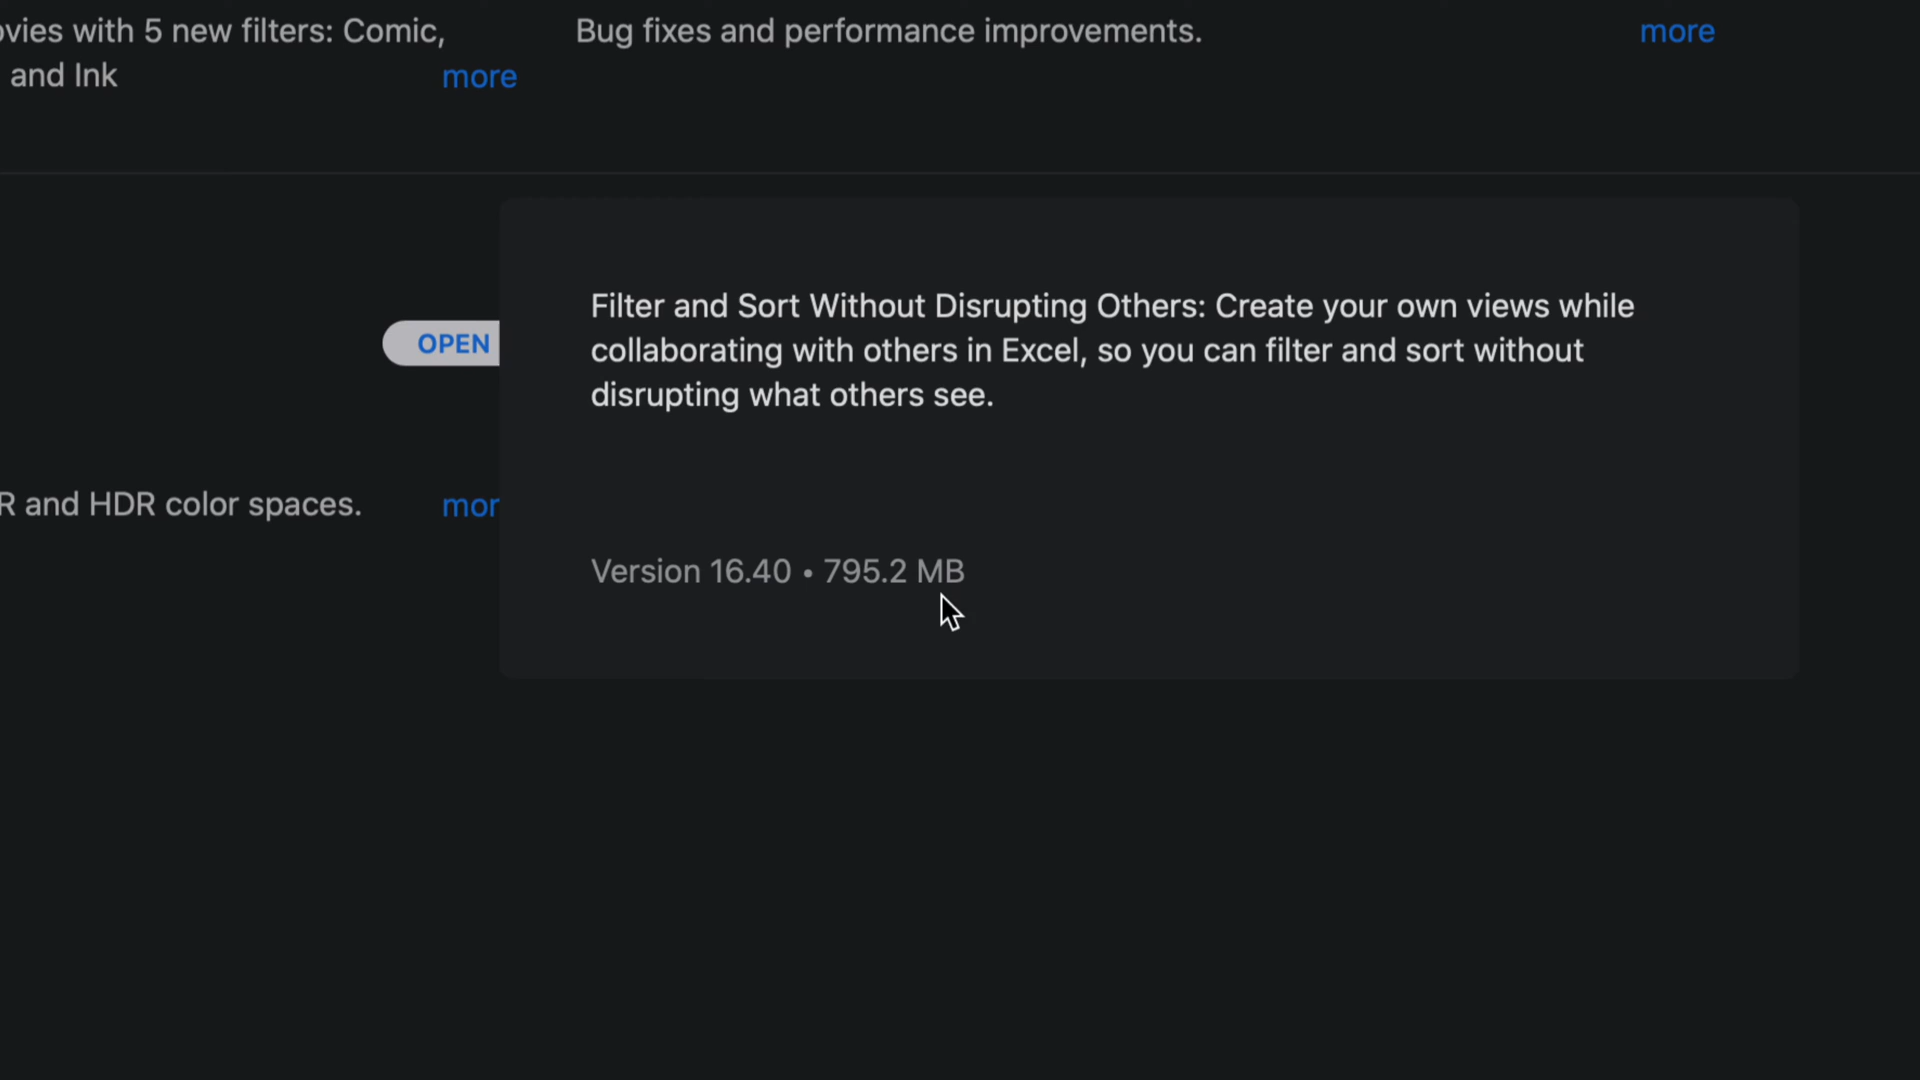 ovies with 5 new filters: Comic,
and Ink
more
Bug fixes and performance improvements.
more
OPEN
R and HDR color spaces.
mor
Filter and Sort Without Disrupting Others: Create your own views while
collaborating with others in Excel, so you can filter and sort without
disrupting what others see.
Version 16.40 • 795.2 MB